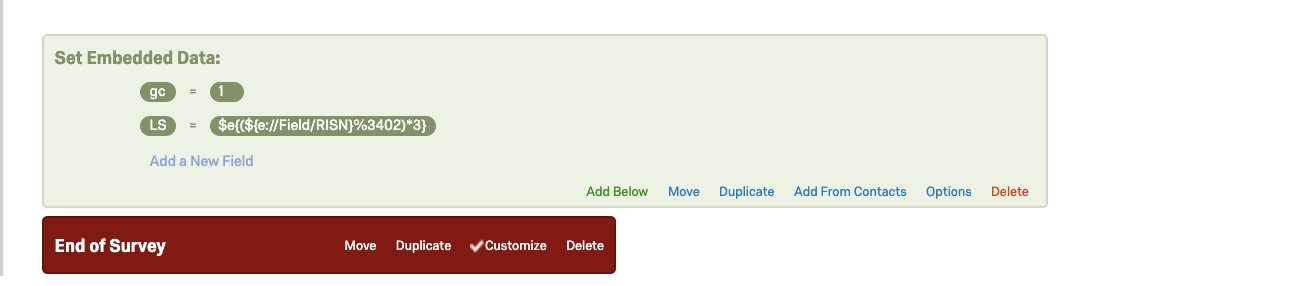 Set Embedded Data:
gc = 1
LS = $e{(${e://Field/RISN}%3402)*3}
Add a New Field
Add Below Move Duplicate Add From Contacts Options Delete
End of Survey Move Duplicate Customize Delete